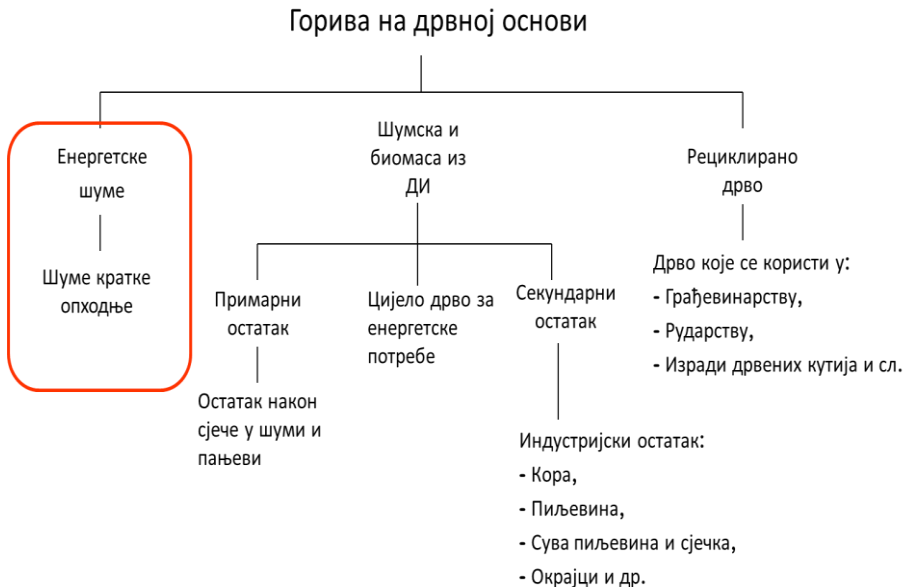 Горива на дрвној основи
Енергетске
шуме
Шуме кратке
опходње
Шумска и
биомаса из
ДИ
Примарни
остатак
Остатак након
сјече у шуми и
пањеви
Цијело дрво за
енергетске
потребе
Секундарни
остатак
Индустријски остатак:
- Кора,
- Пиљевина,
- Сува пиљевина и сјечка,
- Окрајци и др.
Рециклирано
дрво
Дрво које се користи у:
- Грађевинарству,
- Рударству,
- Изради дрвених кутија и сл.